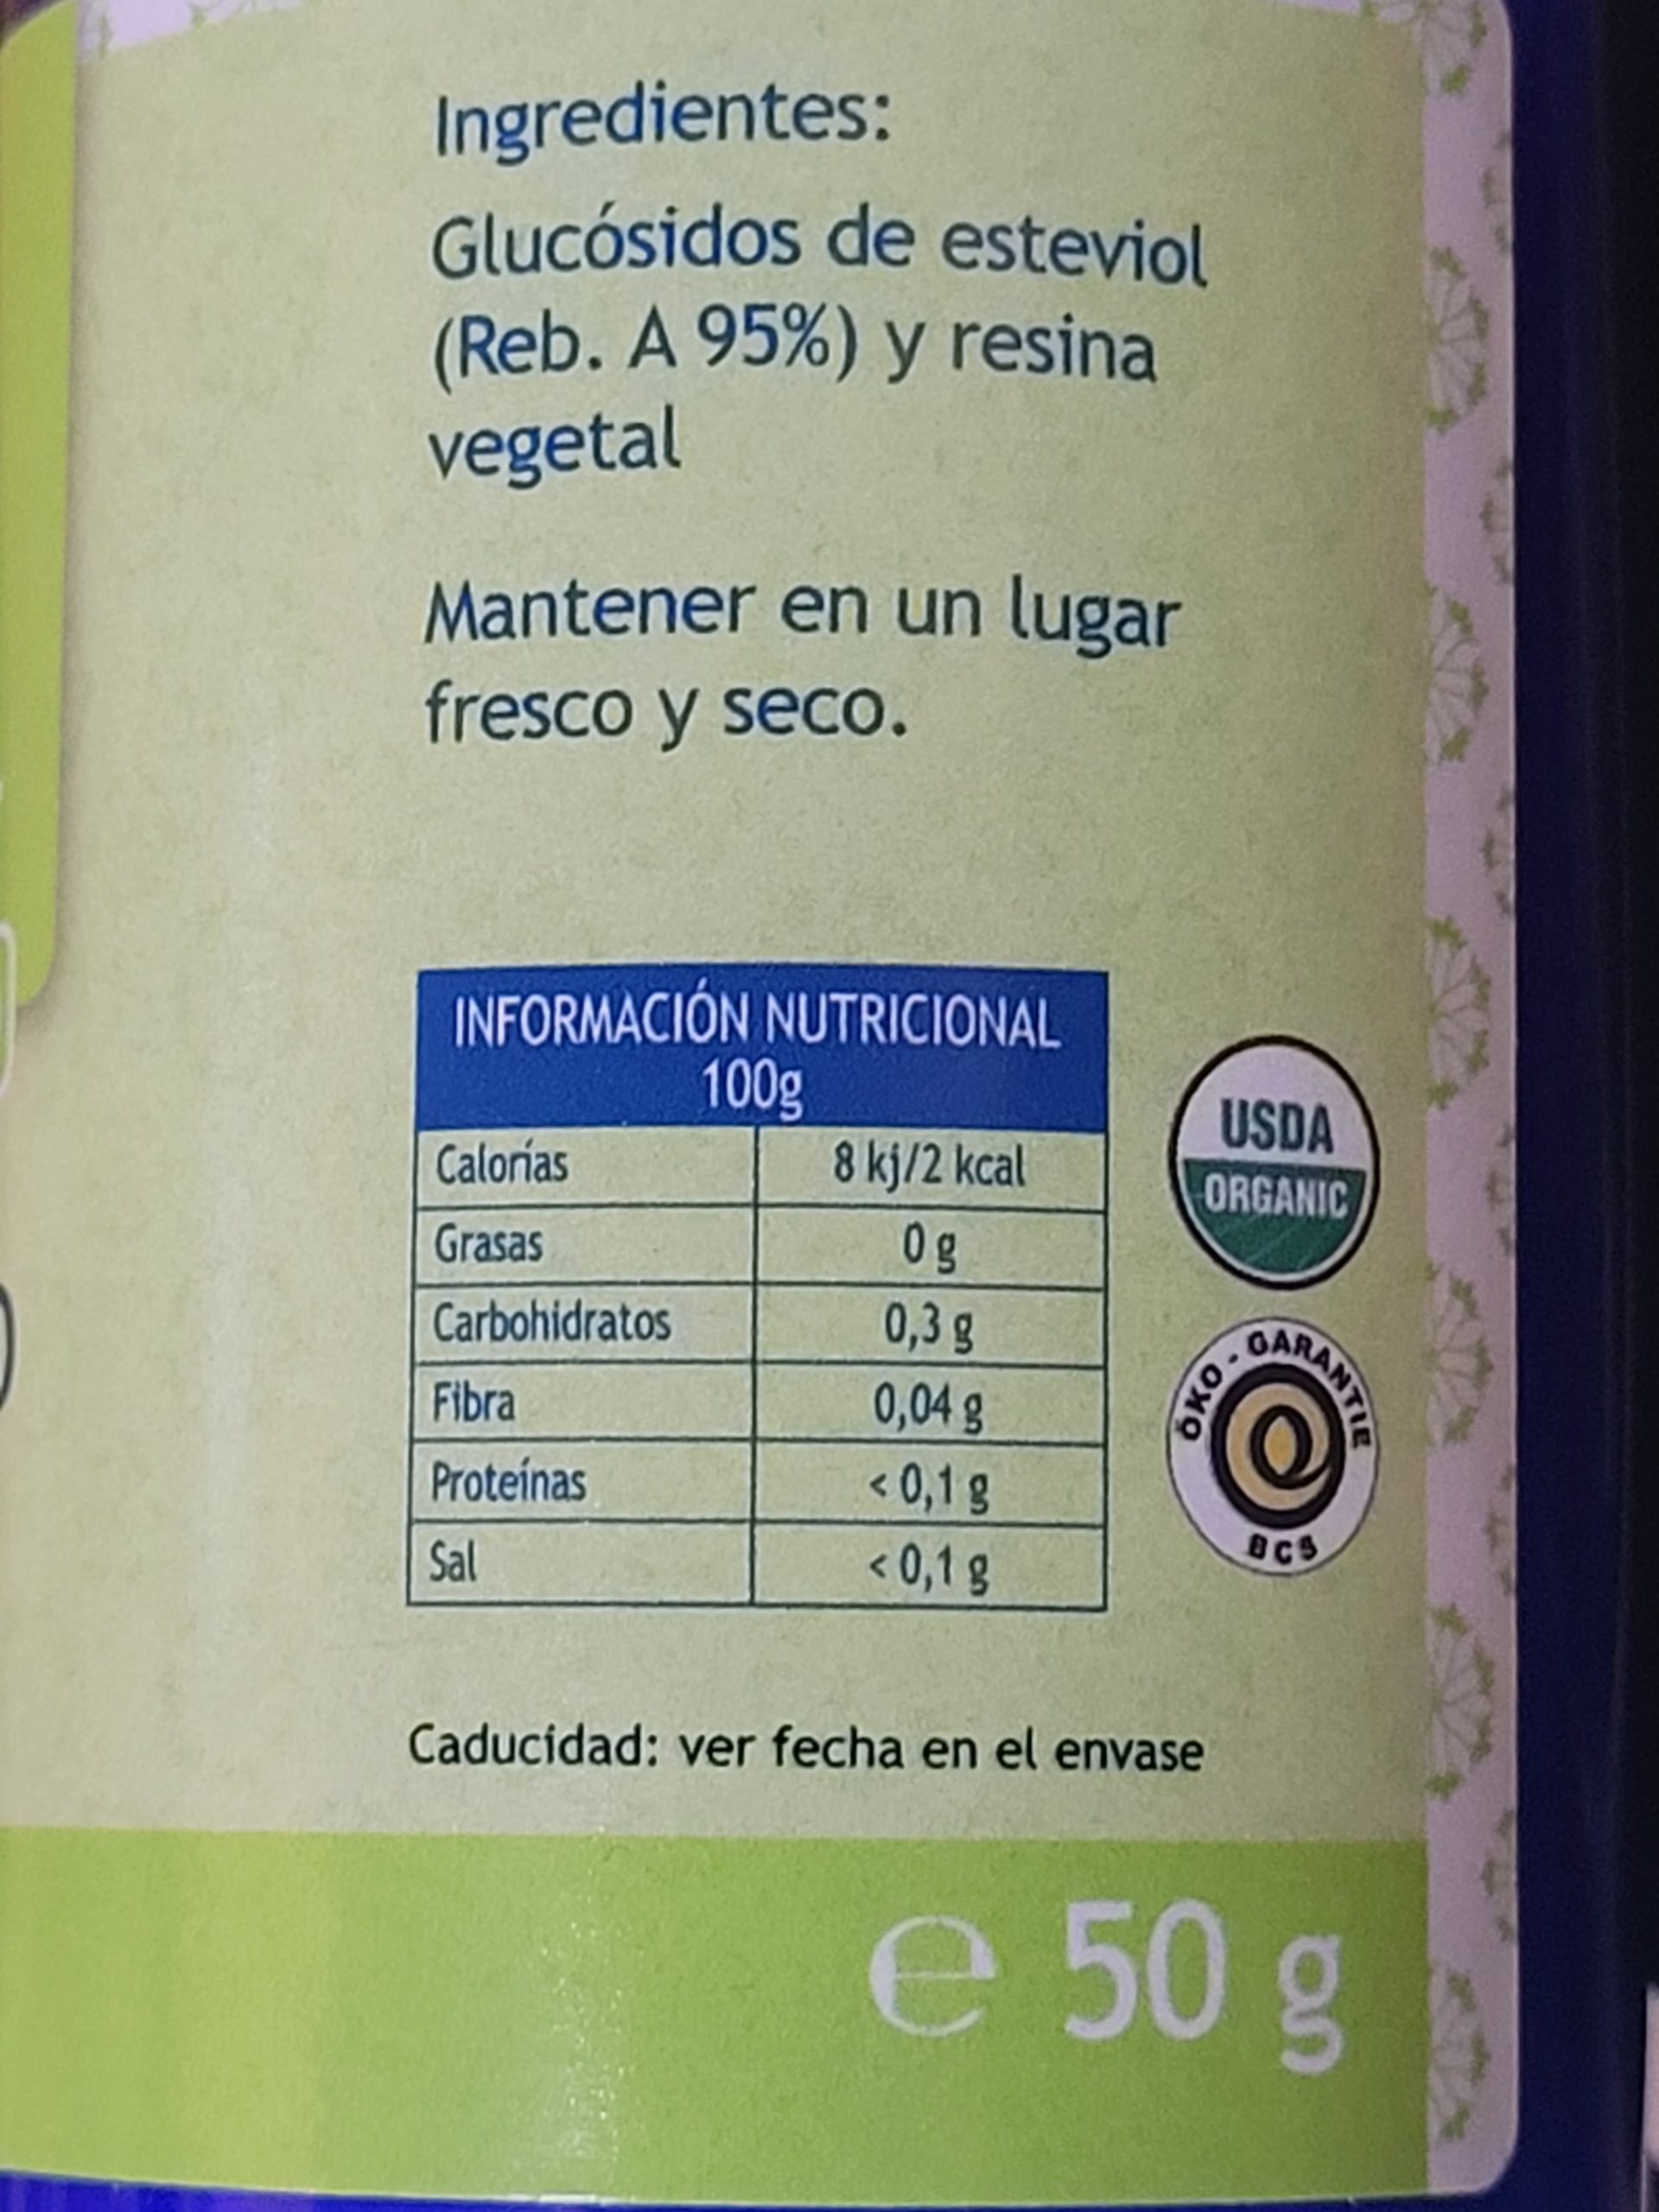 Ingredientes:
Glucósidos de esteviol
(Reb. A 95%) y resina
vegetal
Mantener en un lugar
fresco y seco.
INFORMACIÓN NUTRICIONAL
100g
Calorías 8 kj/2 kcal
Grasas 0 g
Carbohidratos 0,3 g
Fibra 0,04 g
Proteínas < 0,1 g
Sal < 0,1 g
USDA
ORGANIC
ÖKO - GARANTIE
BCS
Caducidad: ver fecha en el envase
e 50 g